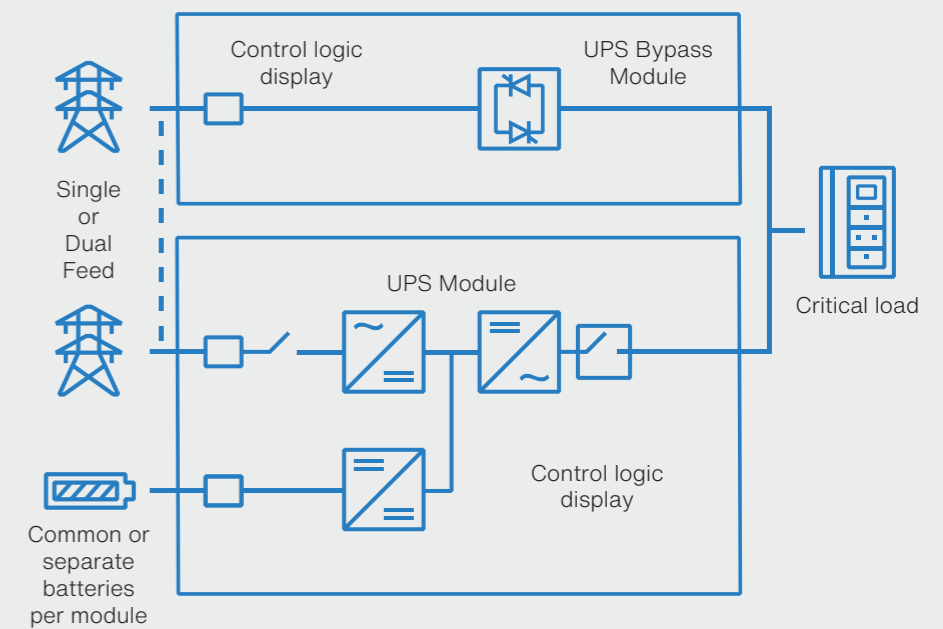 Control logic
display
UPS Bypass
Module
Single
or
Dual
Feed
UPS Module
Critical load
Control logic
display
Common or
separate
batteries
per module